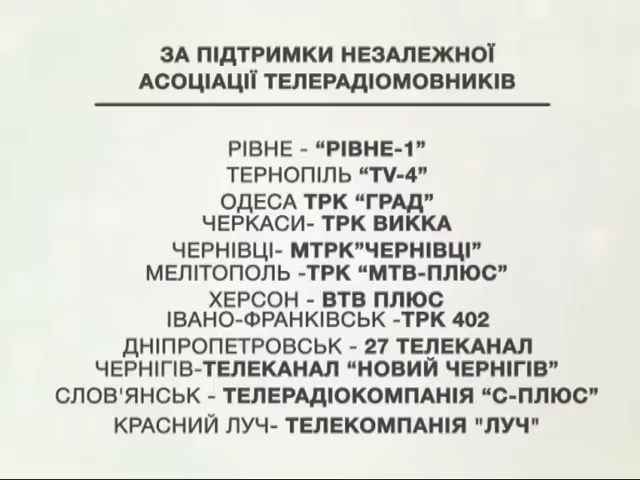 ЗА ПІДТРИМКИ НЕЗАЛЕЖНОЇ
АСОЦІАЦІЇ ТЕЛЕРАДІОМОВНИКІВ
РІВНЕ - “РІВНЕ-1”
ТЕРНОПІЛЬ “TV-4”
ОДЕСА ТРК “ГРАД”
ЧЕРКАСИ- ТРК ВИККА
ЧЕРНІВЦІ- МТРК”ЧЕРНІВЦІ”
МЕЛІТОПОЛЬ -ТРК “МТВ-ПЛЮС”
ХЕРСОН - ВТВ ПЛЮС
ІВАНО-ФРАНКІВСЬК -ТРК 402
ДНІПРОПЕТРОВСЬК - 27 ТЕЛЕКАНАЛ
ЧЕРНІГІВ-ТЕЛЕКАНАЛ “НОВИЙ ЧЕРНІГІВ”
СЛОВ'ЯНСЬК - ТЕЛЕРАДІОКОМПАНІЯ “С-ПЛЮС”
КРАСНИЙ ЛУЧ- ТЕЛЕКОМПАНІЯ "ЛУЧ"